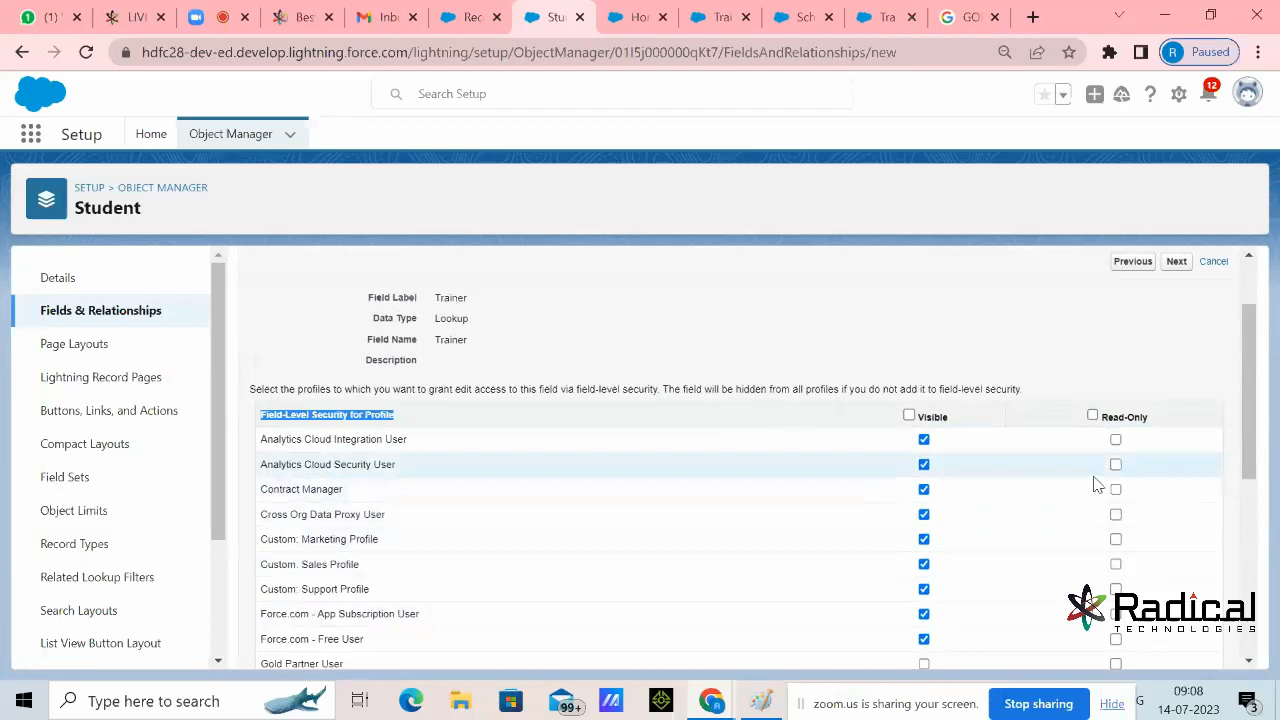 1
(1)
LIVI
Best
Inb
Rec
Stu
Hor
Trai
Sch
Tra
GOI
hdfc28-dev-ed.develop.lightning.force.com/lightning/setup/ObjectManager/01I5j000000qKt7/FieldsAndRelationships/new
R
Paused
Search Setup
12
Setup
Home
Object Manager
SETUP > OBJECT MANAGER
Student
Details
Fields & Relationships
Page Layouts
Lightning Record Pages
Buttons, Links, and Actions
Compact Layouts
Field Sets
Object Limits
Record Types
Related Lookup Filters
Search Layouts
List View Button Layout
Previous
Next
Cancel
Field Label Trainer
Data Type Lookup
Field Name Trainer
Description
Select the profiles to which you want to grant edit access to this field via field-level security. The field will be hidden from all profiles if you do not add it to field-level security.
Field-Level Security for Profile Visible Read-Only
Analytics Cloud Integration User
Analytics Cloud Security User
Contract Manager
Cross Org Data Proxy User
Custom: Marketing Profile
Custom: Sales Profile
Custom: Support Profile
Force.com - App Subscription User
Force.com - Free User
Gold Partner User
Radical
TECHNOLOGIES
Type here to search
99+
zoom.us is sharing your screen.
Stop sharing
Hide
G
09:08
14-07-2023
3